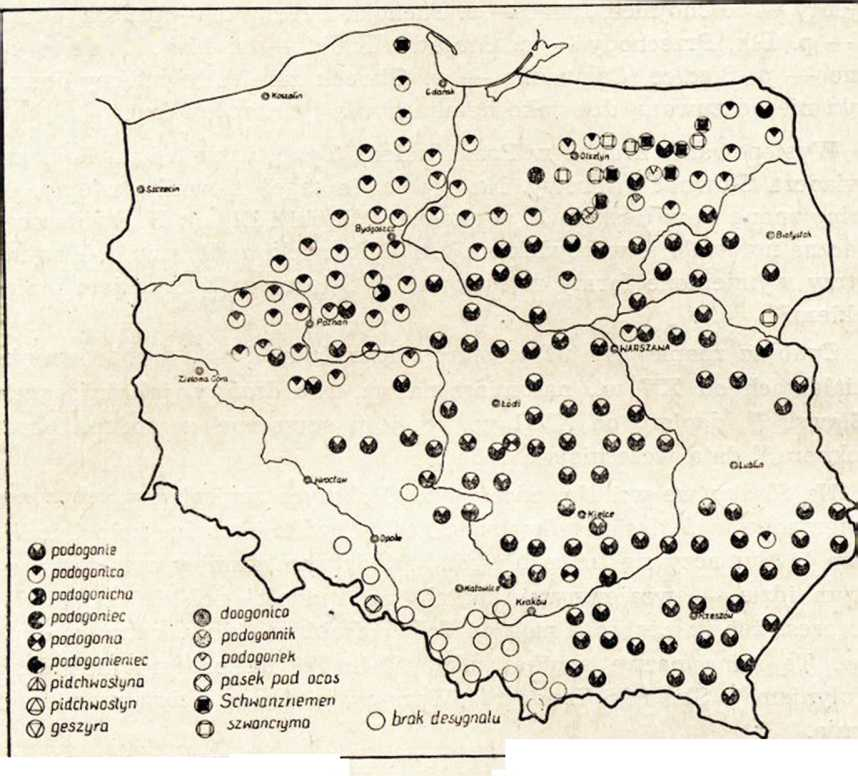 Koszalin
Gdańsk
Szczecin
Olsztyn
Białystok
Bydgoszcz
Poznań
WARSZAWA
Zielona Góra
Łódź
Lublin
Wrocław
Kielce
Opole
Katowice
Kraków
Rzeszów
podogonie
podogonica
podogonicha
podogoniec
podogonia
podogonieniec
pidchwostyna
pidchwostyn
geszyra
doogonica
podogonnik
podogonek
pasek pod ocas
Schwanzriemen
szwancryma
brak desygnatu